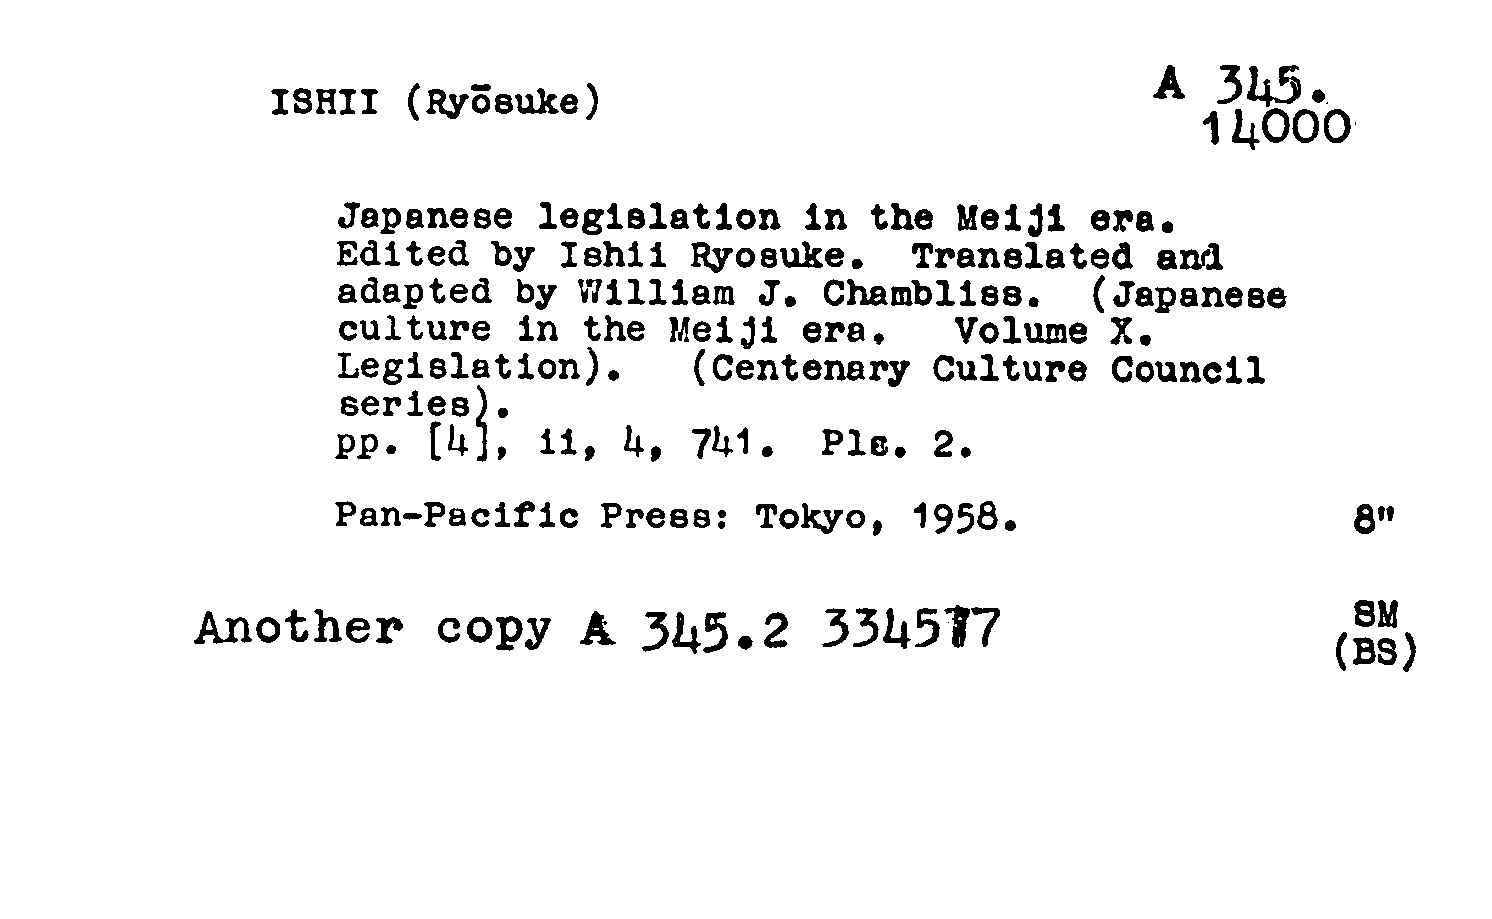 ISHII (Ryōsuke)
A 345.
14000
Japanese legislation in the Meiji era.
Edited by Ishii Ryosuke. Translated and
adapted by William J. Chambliss. (Japanese
culture in the Meiji era. Volume X.
Legislation). (Centenary Culture Council
series).
pp. [4], ii, 4, 741. Pls. 2.
Pan-Pacific Press: Tokyo, 1958.
8"
Another copy A 345.2
SM
(BS)